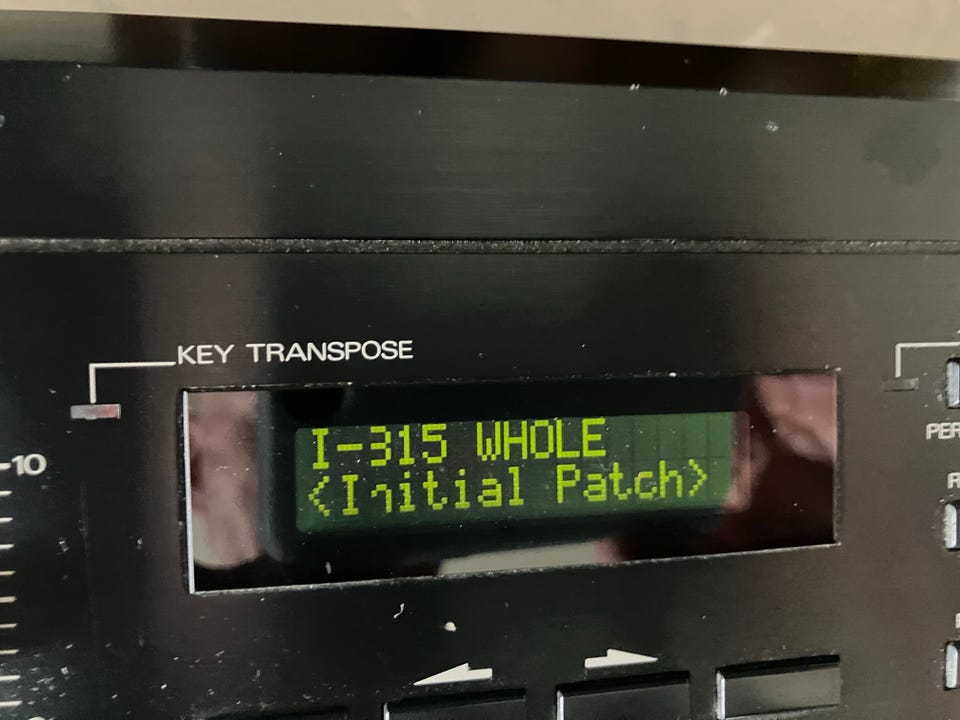 KEY TRANSPOSE
I-315 WHOLE
<Initial Patch>
10